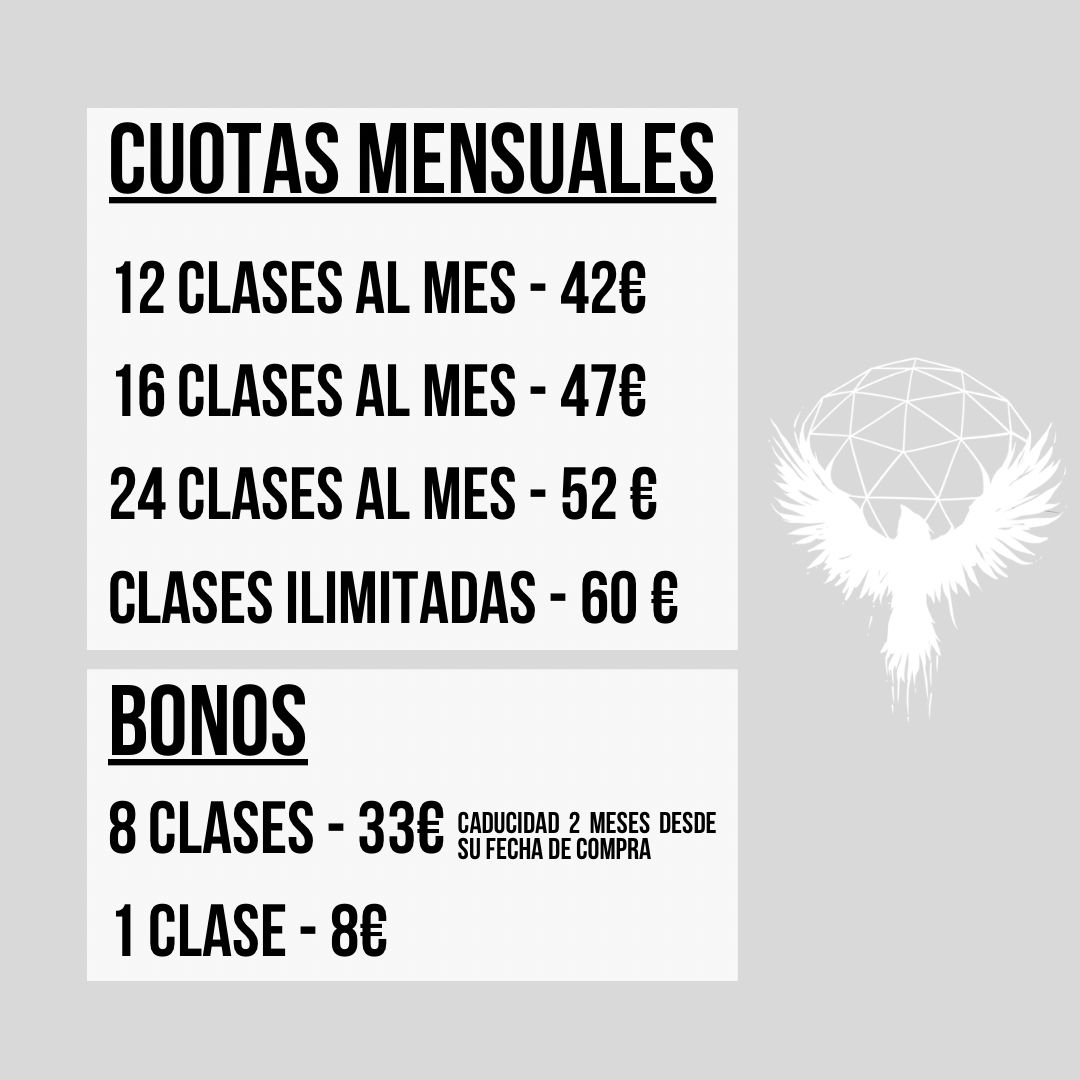 CUOTAS MENSUALES
12 CLASES AL MES - 42€
16 CLASES AL MES - 47€
24 CLASES AL MES - 52 €
CLASES ILIMITADAS - 60 €
BONOS
8 CLASES - 33€
CADUCIDAD 2 MESES DESDE
SU FECHA DE COMPRA
1 CLASE - 8€